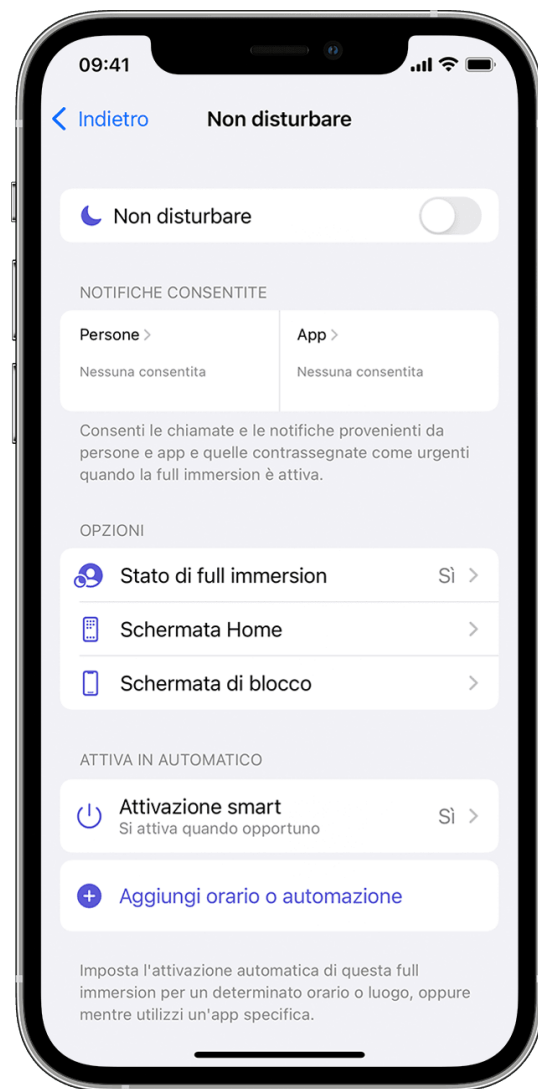 09:41
Indietro
Non disturbare
Non disturbare
NOTIFICHE CONSENTITE
Persone
App
Nessuna consentita
Nessuna consentita
Consenti le chiamate e le notifiche provenienti da
persone e app e quelle contrassegnate come urgenti
quando la full immersion è attiva.
OPZIONI
Stato di full immersion
Sì
Schermata Home
Schermata di blocco
ATTIVA IN AUTOMATICO
Attivazione smart
Sì
Si attiva quando opportuno
Aggiungi orario o automazione
Imposta l'attivazione automatica di questa full
immersion per un determinato orario o luogo, oppure
mentre utilizzi un'app specifica.